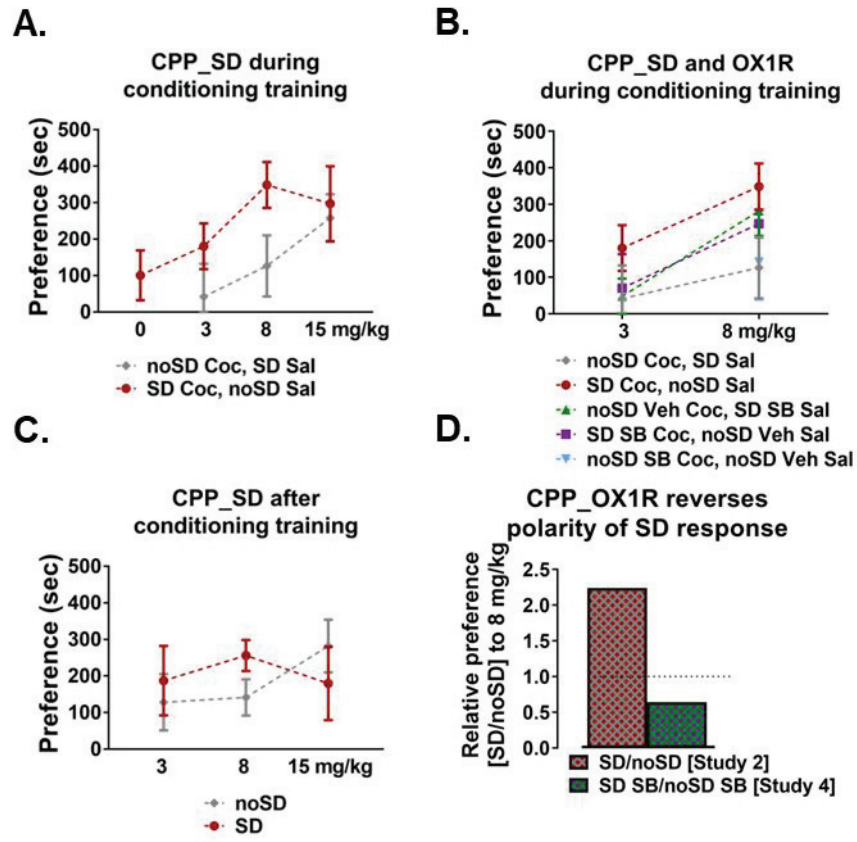 A.
CPP_SD during
conditioning training
Preference (sec)
500
400
300
200
100
0
0 3 8 15 mg/kg
noSD Coc, SD Sal
SD Coc, noSD Sal
B.
CPP_SD and OX1R
during conditioning training
Preference (sec)
500
400
300
200
100
0
3 8 mg/kg
noSD Coc, SD Sal
SD Coc, noSD Sal
noSD Veh Coc, SD SB Sal
SD SB Coc, noSD Veh Sal
noSD SB Coc, noSD Veh Sal
C.
CPP_SD after
conditioning training
Preference (sec)
500
400
300
200
100
0
3 8 15 mg/kg
noSD
SD
D.
CPP_OX1R reverses
polarity of SD response
Relative preference
[SD/noSD] to 8 mg/kg
2.5
2.0
1.5
1.0
0.5
0.0
SD/noSD [Study 2]
SD SB/noSD SB [Study 4]